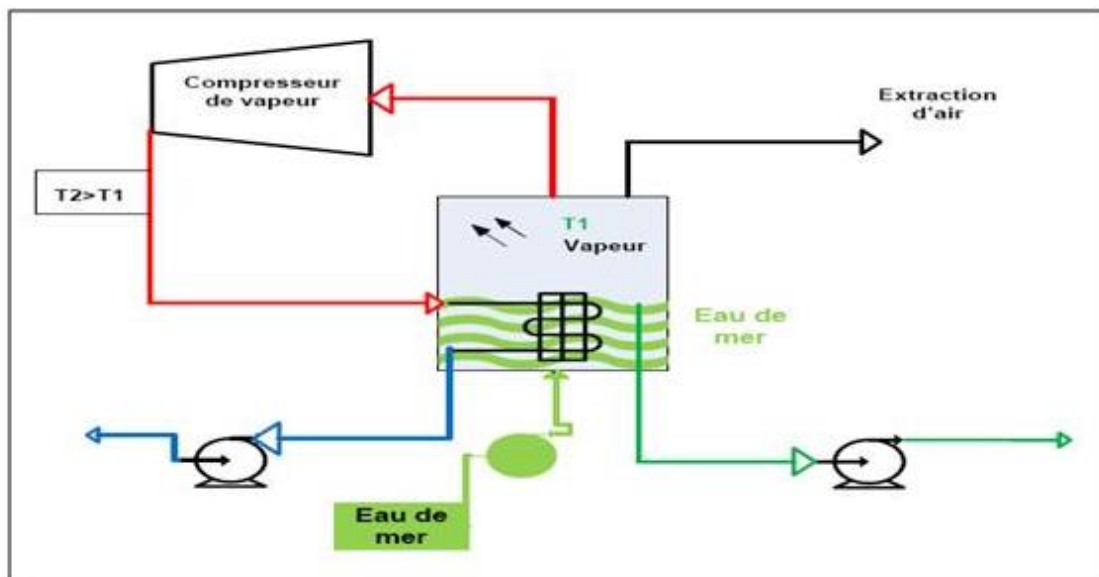 Compresseur
de vapeur
Extraction
d'air
T2>T1
T1
Vapeur
Eau de
mer
Eau de
mer